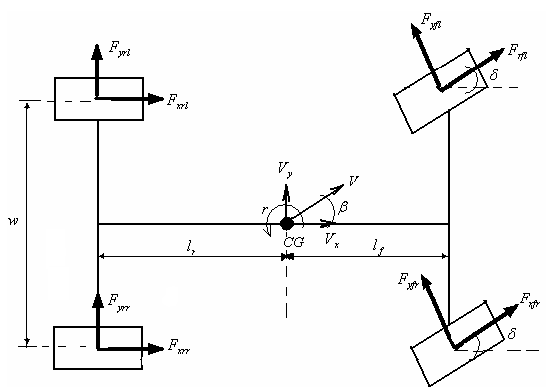 F_yfl
F_yrl
F_xfl
δ
F_xrl
V_y
V
w
r
β
CG
V_x
l_r
l_f
F_yfr
F_yrr
F_xfr
F_xrr
δ